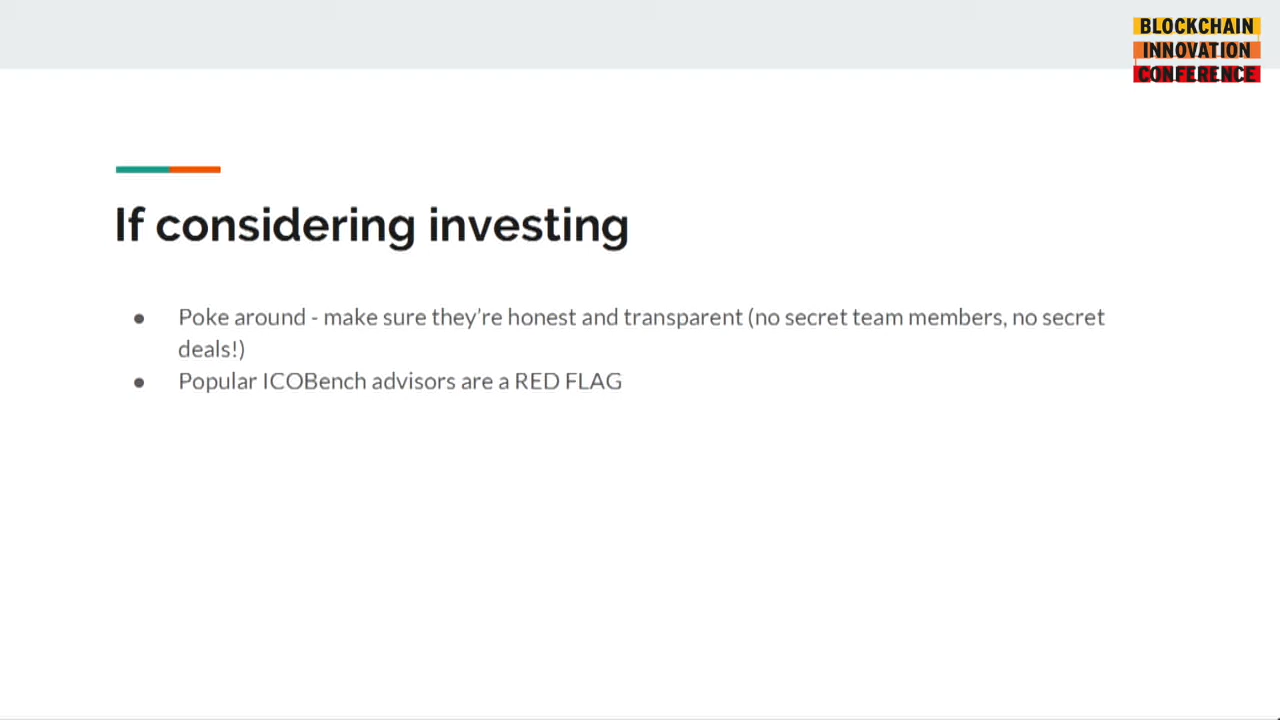 BLOCKCHAIN
INNOVATION
CONFERENCE
If considering investing
● Poke around - make sure they're honest and transparent (no secret team members, no secret
deals!)
● Popular ICOBench advisors are a RED FLAG